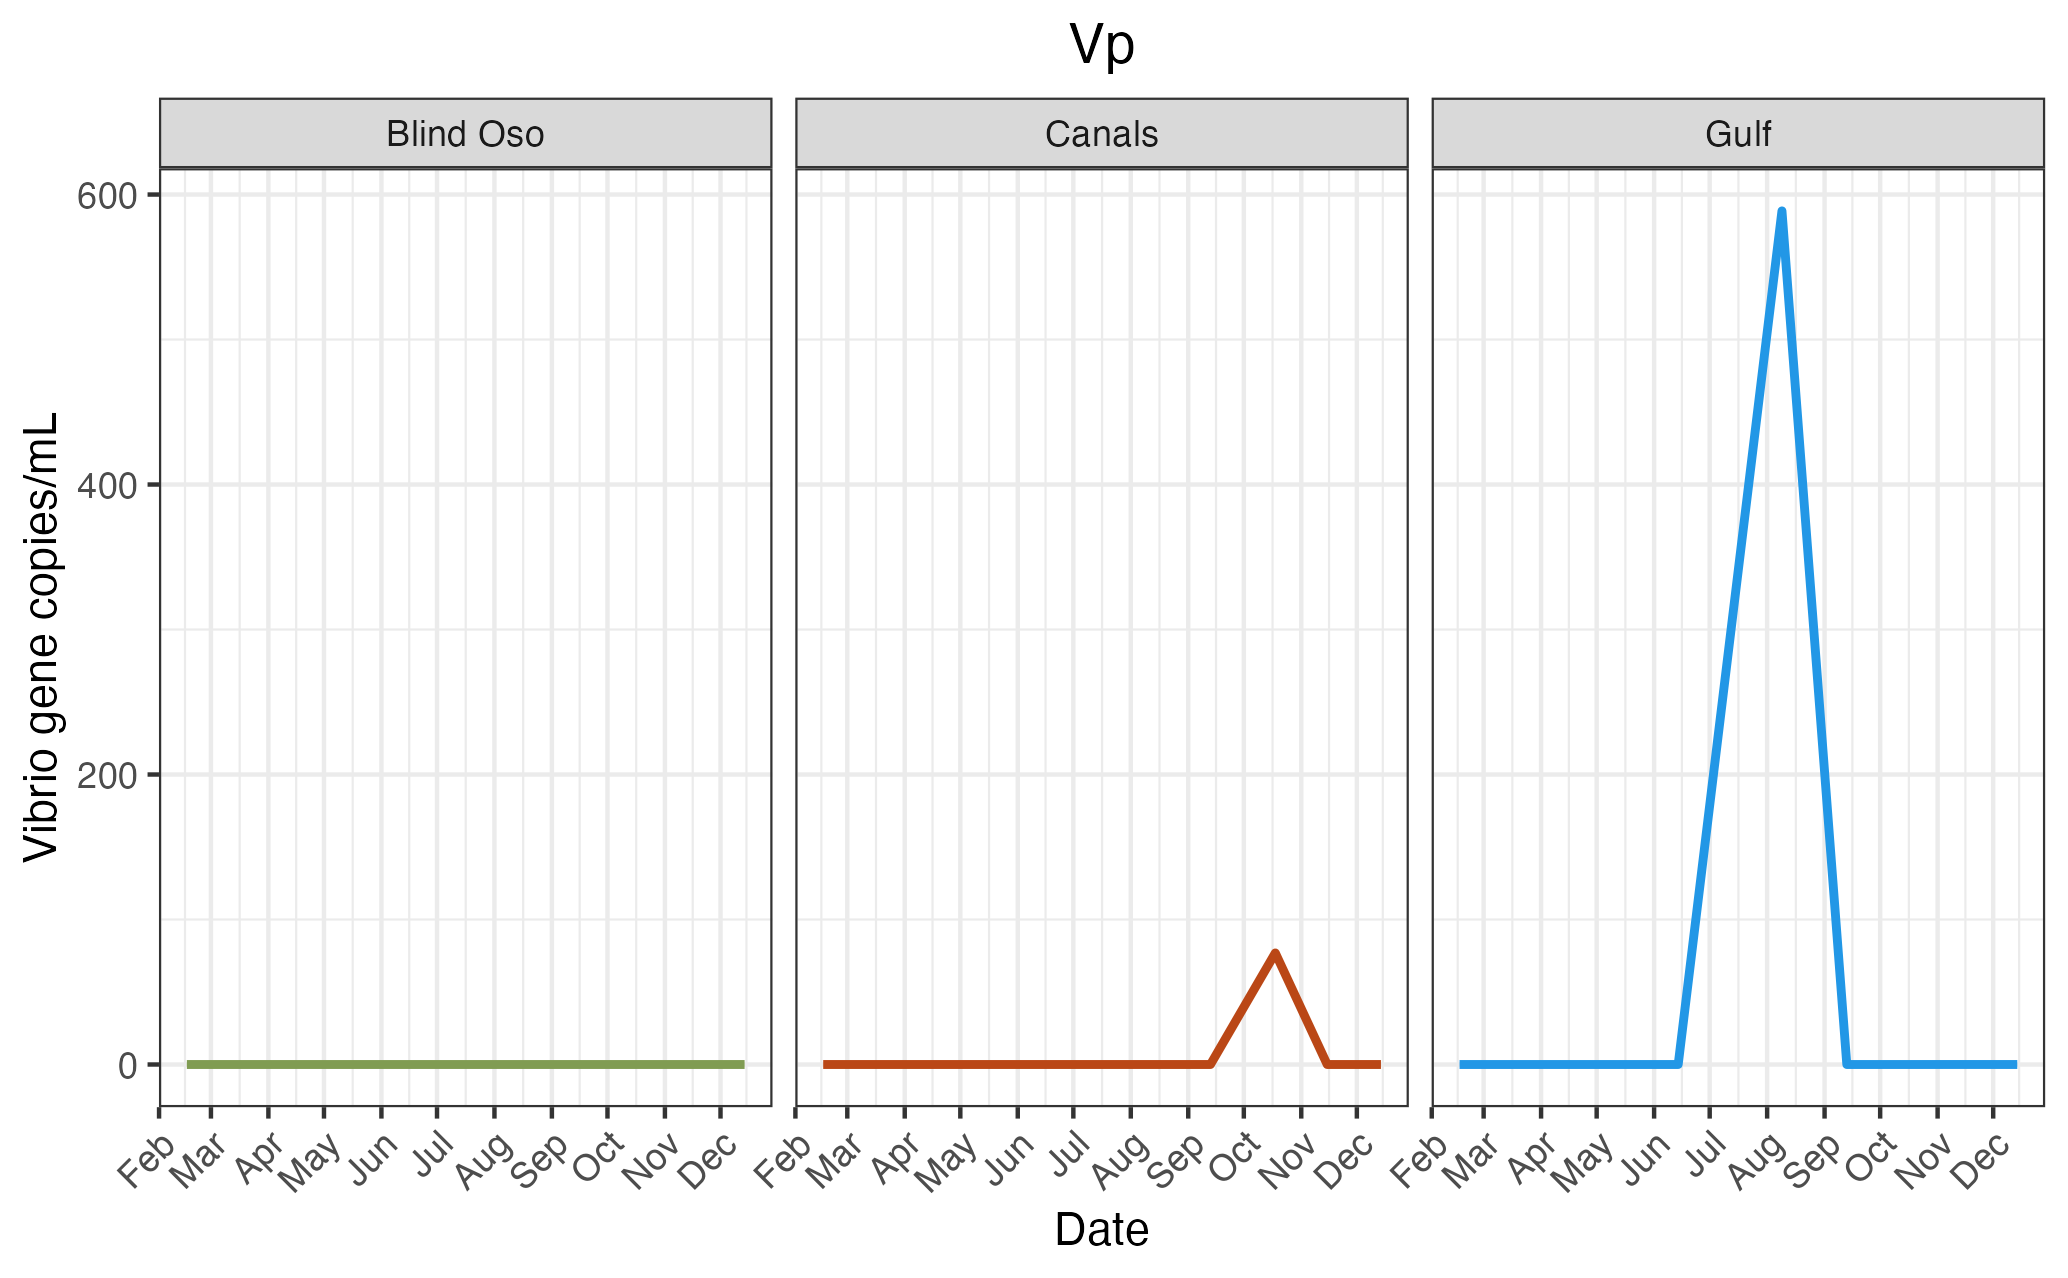 Vp
Blind Oso
Canals
Gulf
Vibrio gene copies/mL
600
400
200
0
Feb Mar Apr May Jun Jul Aug Sep Oct Nov Dec
Feb Mar Apr May Jun Jul Aug Sep Oct Nov Dec
Feb Mar Apr May Jun Jul Aug Sep Oct Nov Dec
Date